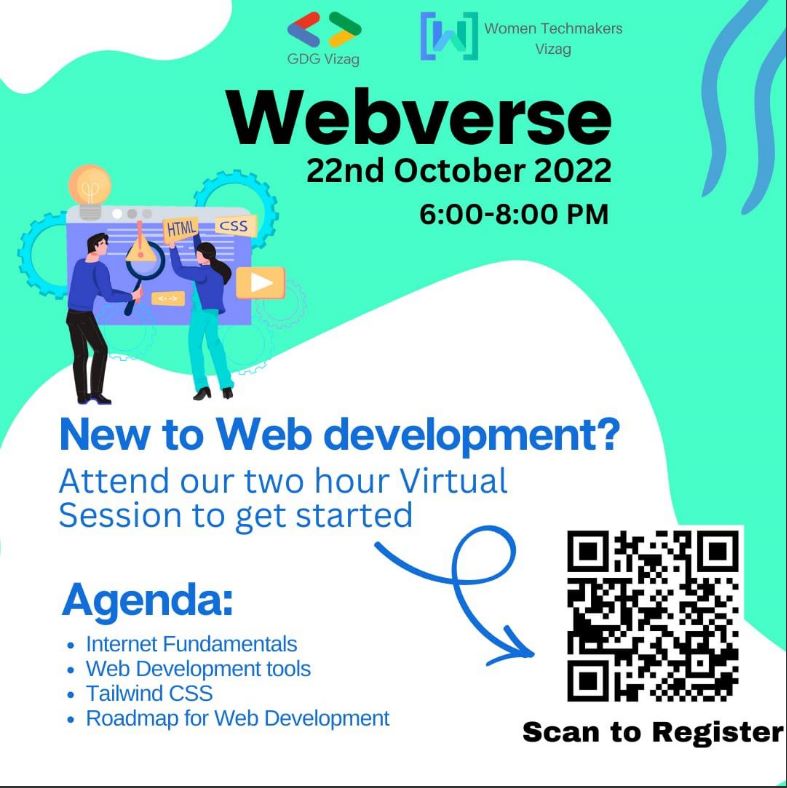 GDG Vizag
Women Techmakers
Vizag
Webverse
22nd October 2022
6:00-8:00 PM
HTML
CSS
<-->
New to Web development?
Attend our two hour Virtual
Session to get started
Agenda:
• Internet Fundamentals
• Web Development tools
• Tailwind CSS
• Roadmap for Web Development
Scan to Register